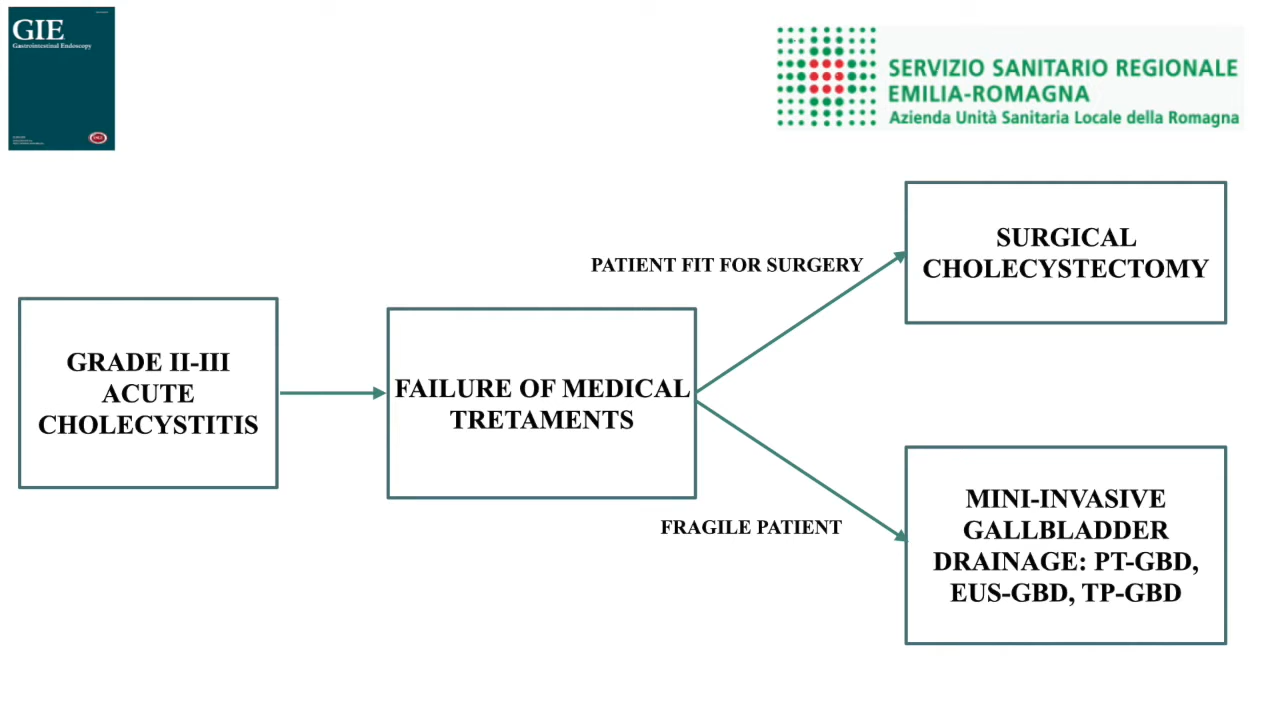 GIE
Gastrointestinal Endoscopy
SERVIZIO SANITARIO REGIONALE
EMILIA-ROMAGNA
Azienda Unità Sanitaria Locale della Romagna
GRADE II-III
ACUTE
CHOLECYSTITIS
FAILURE OF MEDICAL
TRETAMENTS
PATIENT FIT FOR SURGERY
SURGICAL
CHOLECYSTECTOMY
FRAGILE PATIENT
MINI-INVASIVE
GALLBLADDER
DRAINAGE: PT-GBD,
EUS-GBD, TP-GBD